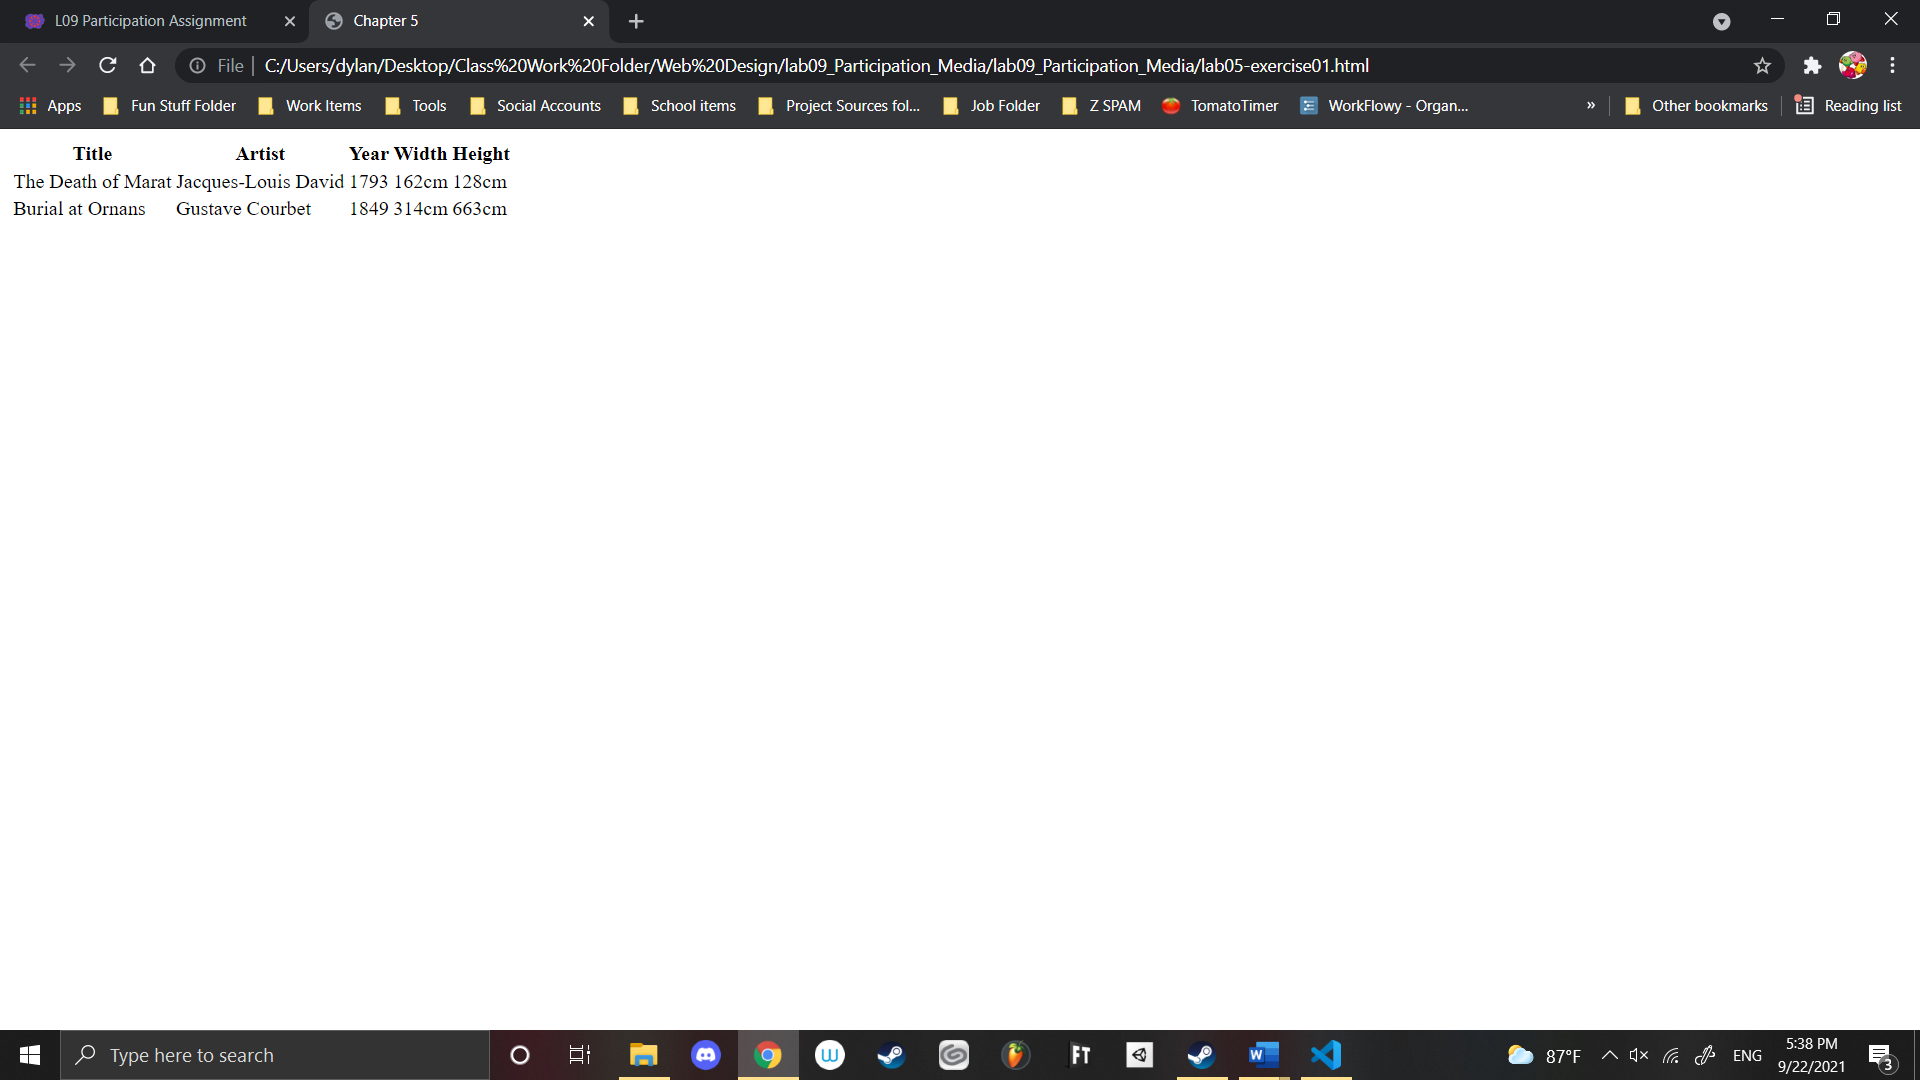 L09 Participation Assignment
Chapter 5
File
C:/Users/dylan/Desktop/Class%20Work%20Folder/Web%20Design/lab09_Participation_Media/lab09_Participation_Media/lab05-exercise01.html
Apps Fun Stuff Folder Work Items Tools Social Accounts School items Project Sources fol... Job Folder Z SPAM TomatoTimer WorkFlowy - Organ... » Other bookmarks Reading list
Title Artist Year Width Height
The Death of Marat Jacques-Louis David 1793 162cm 128cm
Burial at Ornans Gustave Courbet 1849 314cm 663cm
Type here to search
W
FT
W
87°F
ENG
5:38 PM
9/22/2021
3